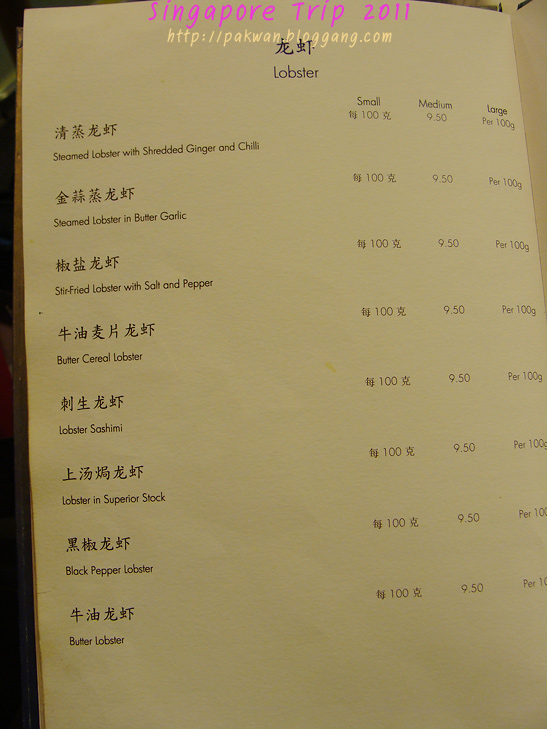 Singapore Trip 2011
http://pakwan.bloggang.com
龙虾
Lobster
Small Medium Large
清蒸龙虾 每 100 克 9.50 Per 100g
Steamed Lobster with Shredded Ginger and Chilli
金蒜蒸龙虾 每 100 克 9.50 Per 100g
Steamed Lobster in Butter Garlic
椒盐龙虾 每 100 克 9.50 Per 100g
Stir-Fried Lobster with Salt and Pepper
牛油麦片龙虾 每 100 克 9.50 Per 100g
Butter Cereal Lobster
刺生龙虾 每 100 克 9.50 Per 100g
Lobster Sashimi
上汤焗龙虾 每 100 克 9.50 Per 100g
Lobster in Superior Stock
黑椒龙虾 每 100 克 9.50 Per 100
Black Pepper Lobster
牛油龙虾 每 100 克 9.50 Per 10
Butter Lobster